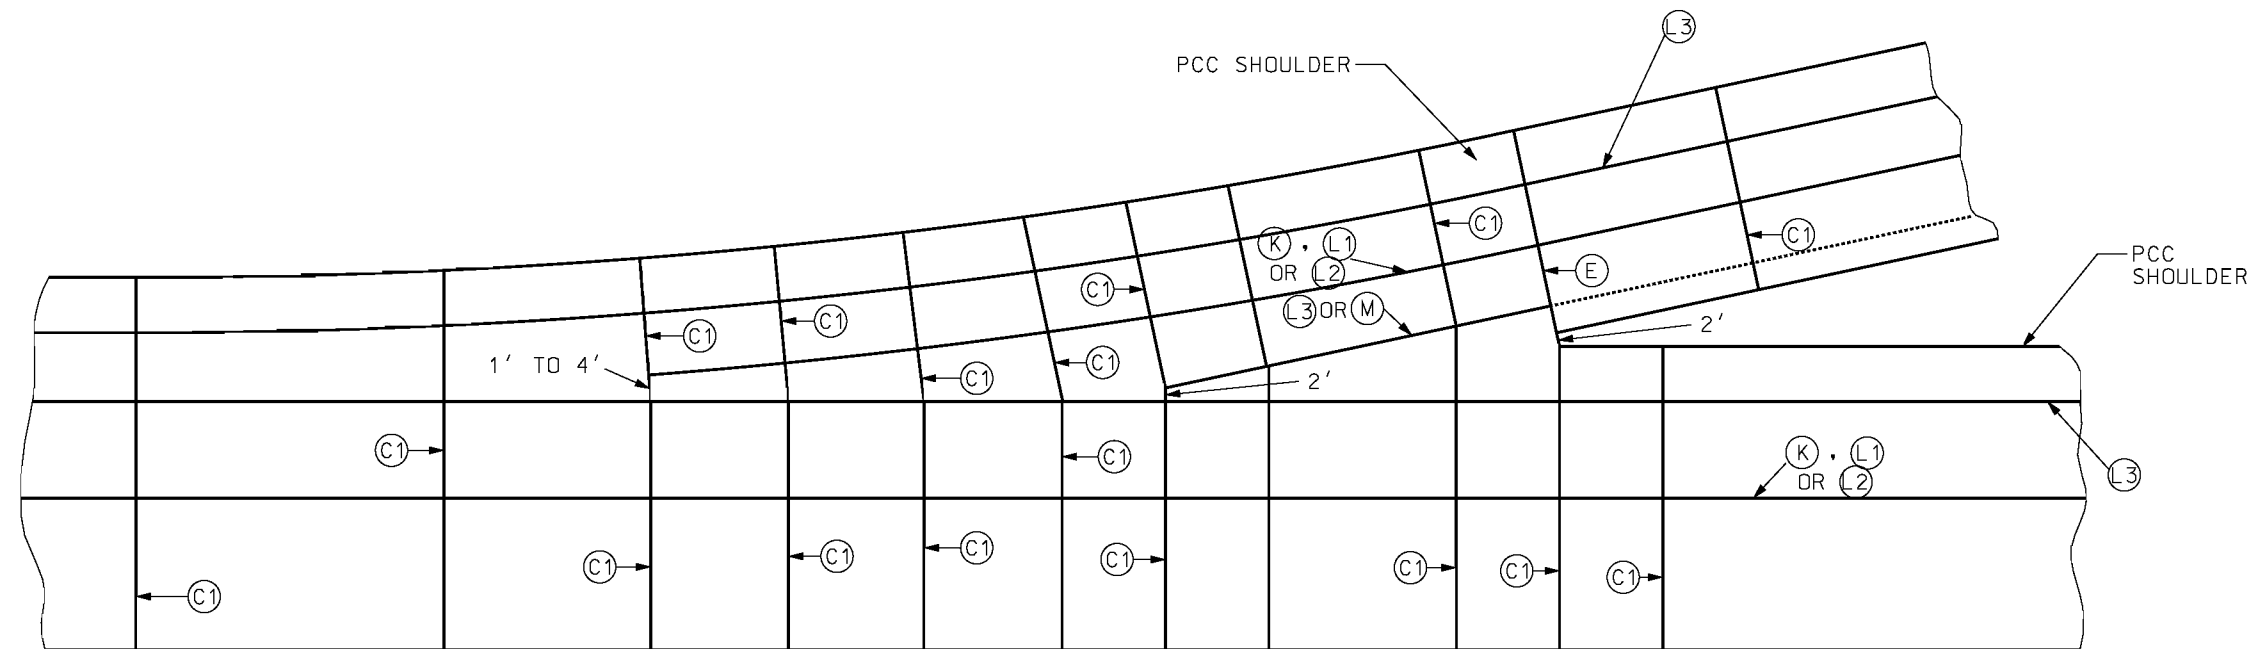 L3
PCC SHOULDER
C1
K , L1
OR L2
C1
E
C1
PCC
SHOULDER
C1
L3 OR M
C1
C1
2'
1' TO 4'
C1
C1
2'
C1
C1
K , L1
OR L2
L3
C1
C1
C1
C1
C1
C1
C1
C1
C1